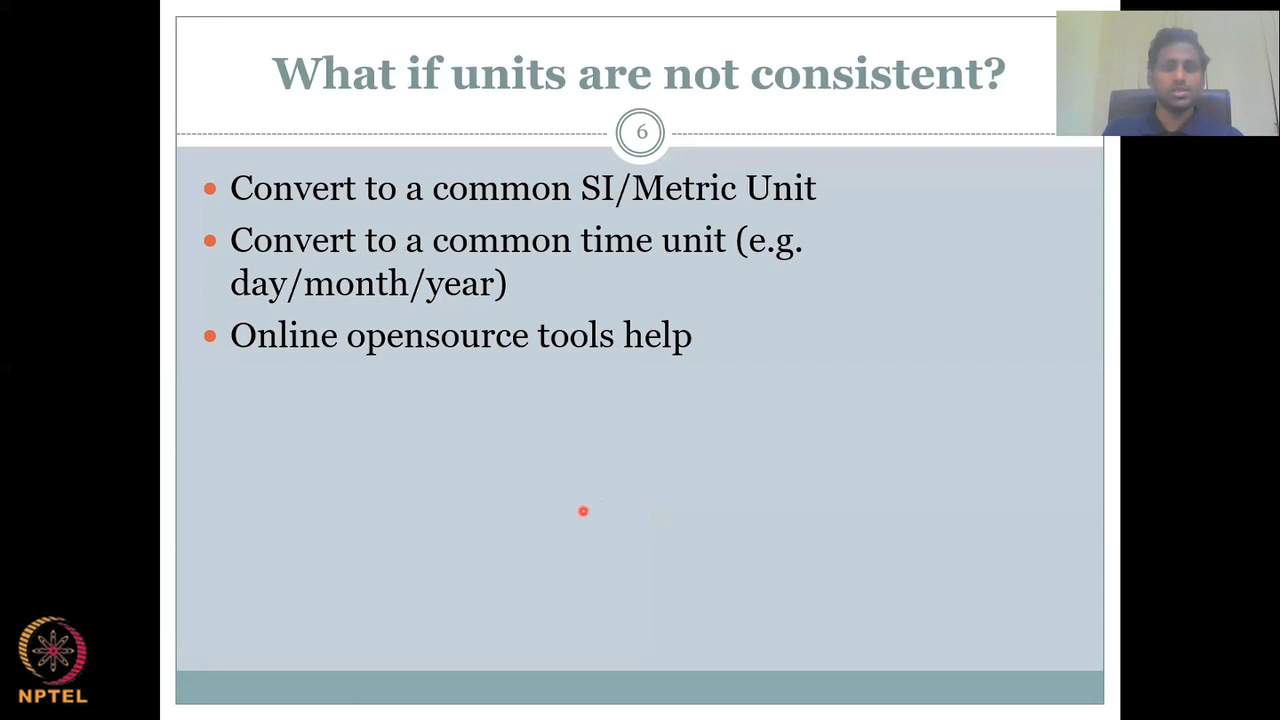 What if units are not consistent?
6
• Convert to a common SI/Metric Unit
• Convert to a common time unit (e.g.
day/month/year)
• Online opensource tools help
NPTEL